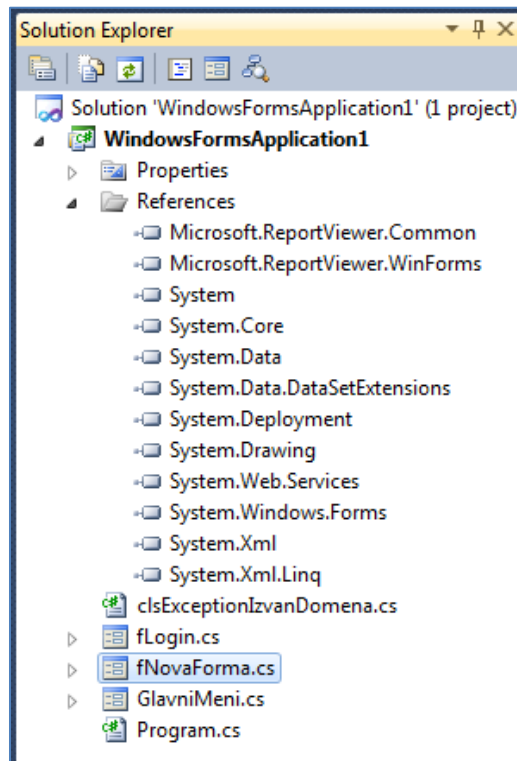 Solution Explorer
Solution 'WindowsFormsApplication1' (1 project)
WindowsFormsApplication1
Properties
References
Microsoft.ReportViewer.Common
Microsoft.ReportViewer.WinForms
System
System.Core
System.Data
System.Data.DataSetExtensions
System.Deployment
System.Drawing
System.Web.Services
System.Windows.Forms
System.Xml
System.Xml.Linq
clsExceptionIzvanDomena.cs
fLogin.cs
fNovaForma.cs
GlavniMeni.cs
Program.cs